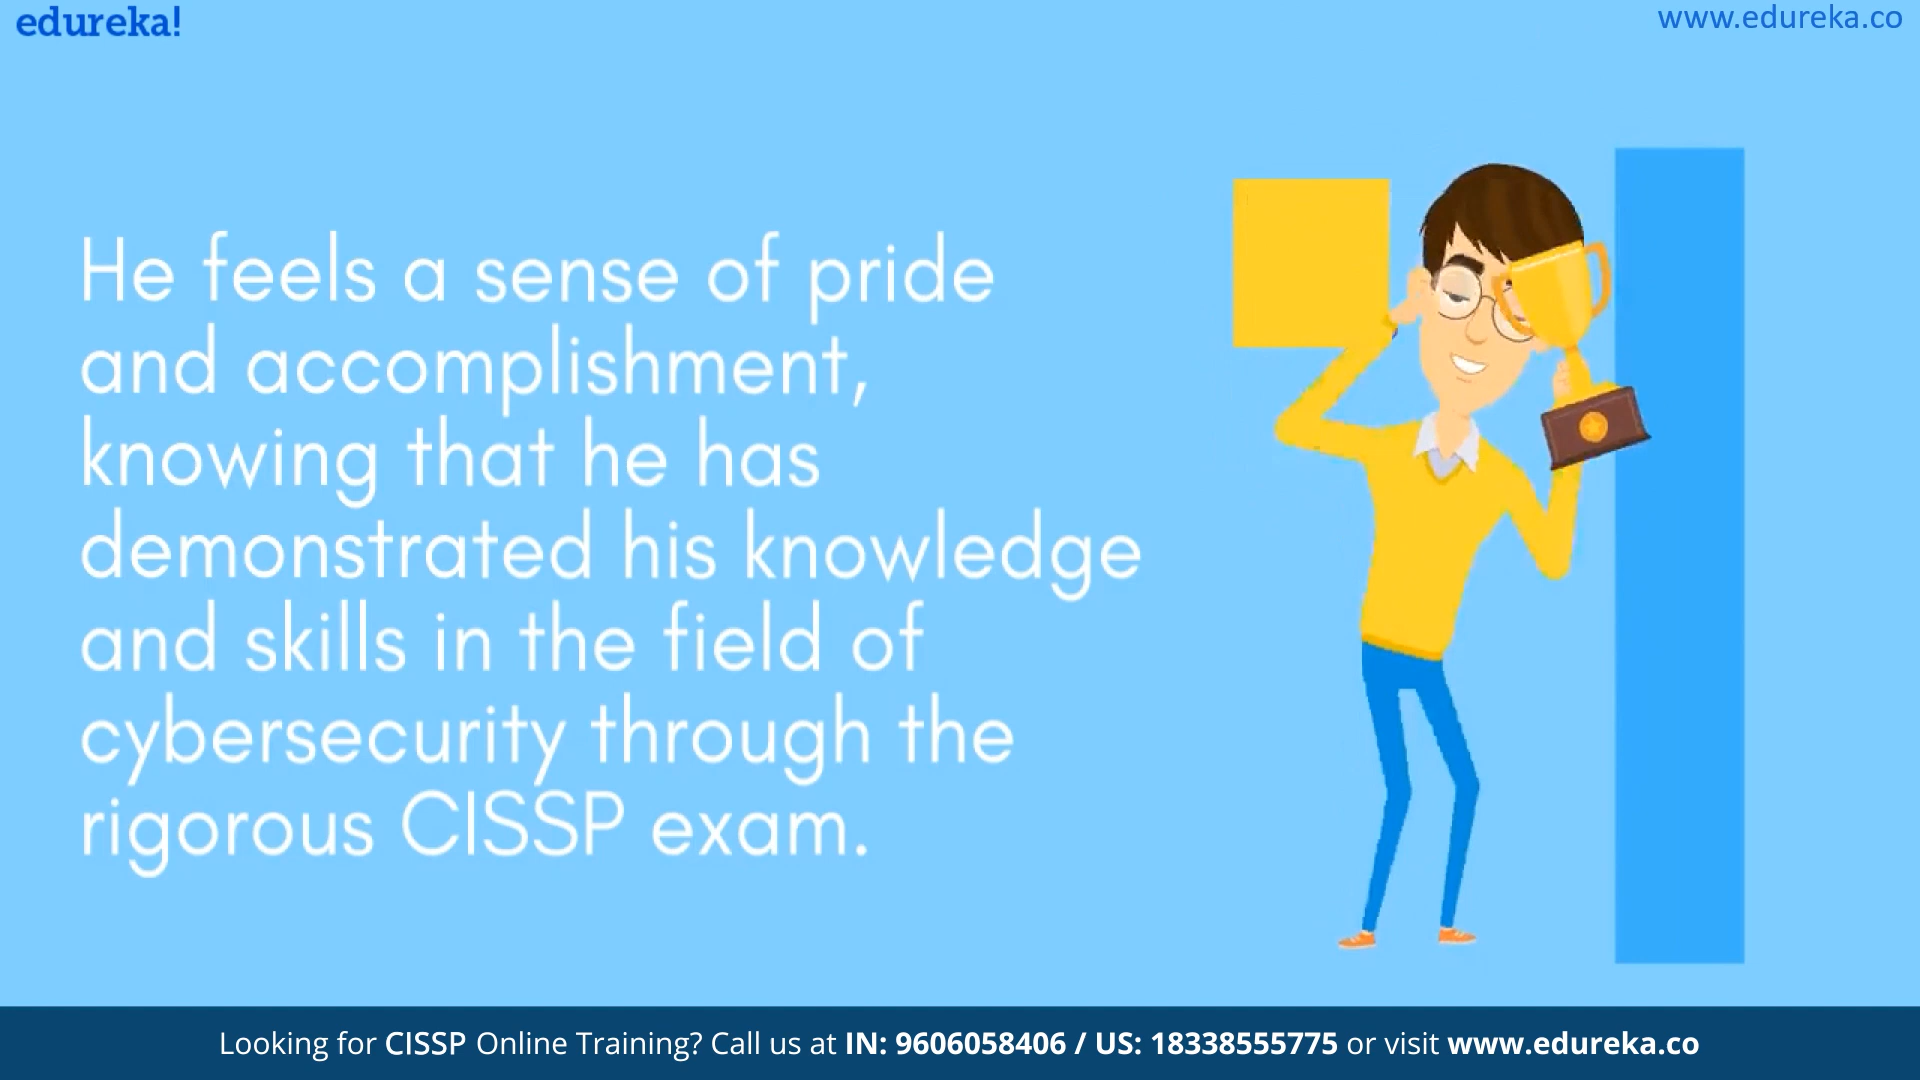 edureka!
www.edureka.co
He feels a sense of pride
and accomplishment,
knowing that he has
demonstrated his knowledge
and skills in the field of
cybersecurity through the
rigorous CISSP exam.
Looking for CISSP Online Training? Call us at IN: 9606058406 / US: 18338555775 or visit www.edureka.co